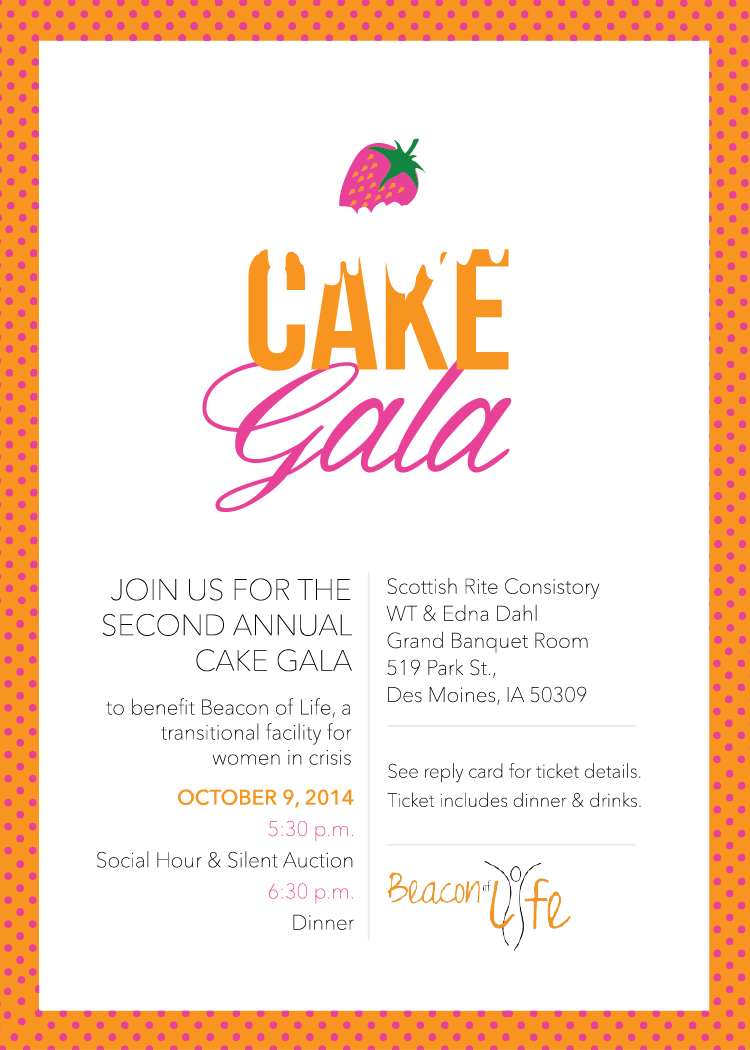 CAKE
Gala
JOIN US FOR THE
SECOND ANNUAL
CAKE GALA
to benefit Beacon of Life, a
transitional facility for
women in crisis
OCTOBER 9, 2014
5:30 p.m.
Social Hour & Silent Auction
6:30 p.m.
Dinner
Scottish Rite Consistory
WT & Edna Dahl
Grand Banquet Room
519 Park St.,
Des Moines, IA 50309
See reply card for ticket details.
Ticket includes dinner & drinks.
Beacon of Life